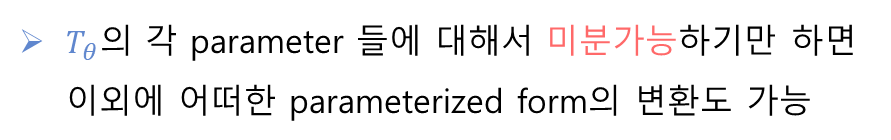 ➢ T_θ의 각 parameter 들에 대해서 미분가능하기만 하면
이외에 어떠한 parameterized form의 변환도 가능